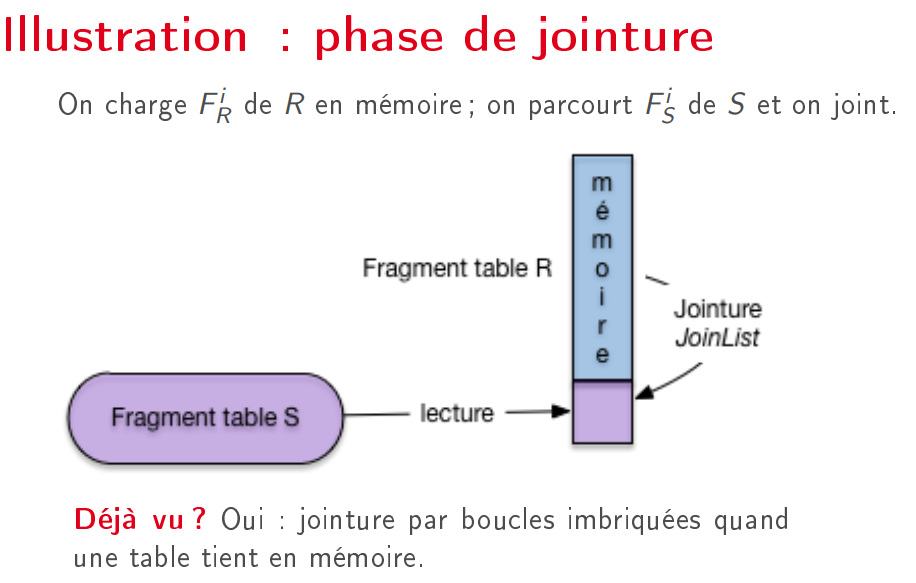 Illustration : phase de jointure
On charge F_R^i de R en mémoire ; on parcourt F_S^i de S et on joint.
mémoire
Fragment table R
Jointure
JoinList
Fragment table S
lecture
Déjà vu ? Oui : jointure par boucles imbriquées quand
une table tient en mémoire.